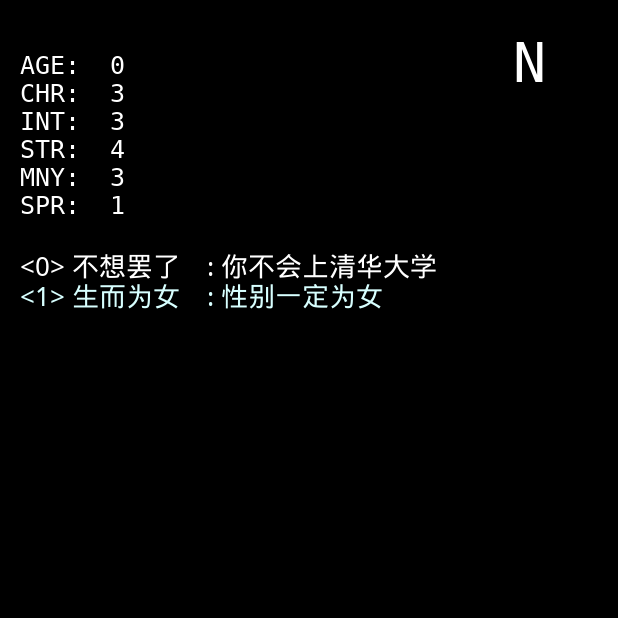 N
AGE: 0
CHR: 3
INT: 3
STR: 4
MNY: 3
SPR: 1
<0> 不想罢了 : 你不会上清华大学
<1> 生而为女 : 性别一定为女